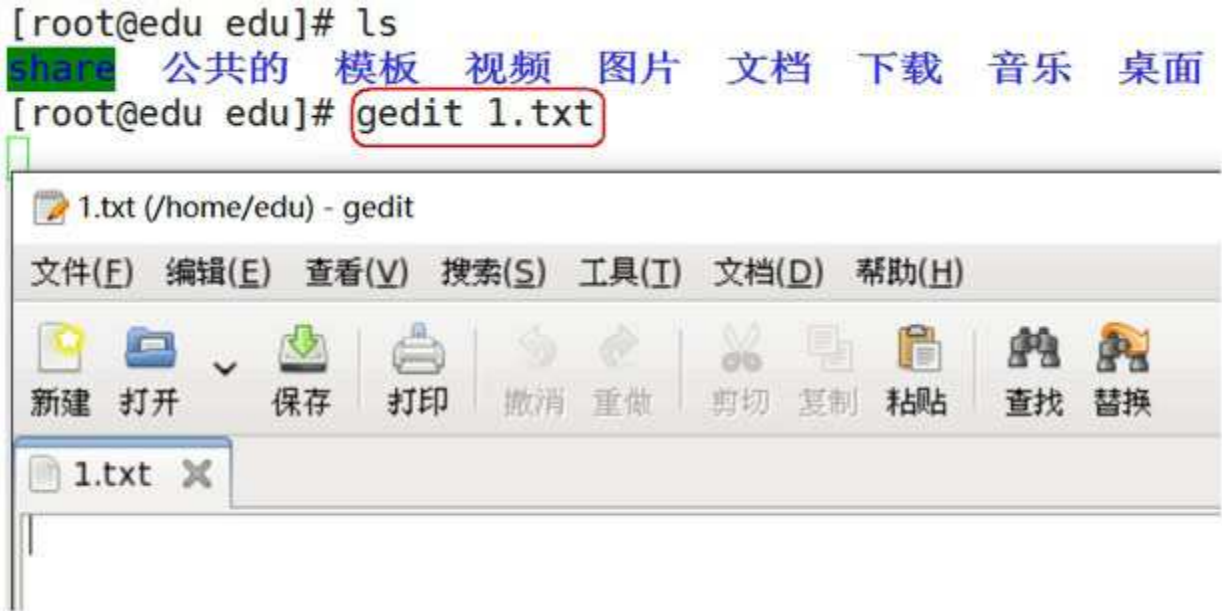 [root@edu edu]# ls
share 公共的 模板 视频 图片 文档 下载 音乐 桌面
[root@edu edu]# gedit 1.txt
1.txt (/home/edu) - gedit
文件(F) 编辑(E) 查看(V) 搜索(S) 工具(T) 文档(D) 帮助(H)
新建 打开 保存 打印 撤消 重做 剪切 复制 粘贴 查找 替换
1.txt